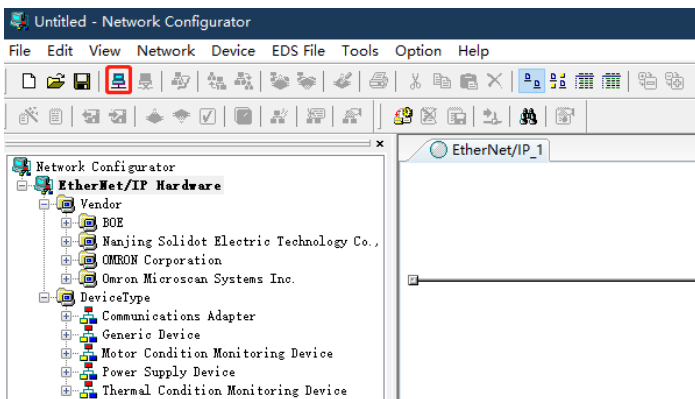 Untitled - Network Configurator
File Edit View Network Device EDS File Tools Option Help
EtherNet/IP_1
Network Configurator
EtherNet/IP Hardware
Vendor
BOE
Nanjing Solidot Electric Technology Co.,
OMRON Corporation
Omron Microscan Systems Inc.
DeviceType
Communications Adapter
Generic Device
Motor Condition Monitoring Device
Power Supply Device
Thermal Condition Monitoring Device